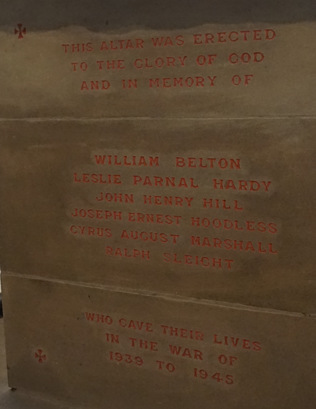 THIS ALTAR WAS ERECTED
TO THE GLORY OF GOD
AND IN MEMORY OF
WILLIAM BELTON
LESLIE PARNAL HARDY
JOHN HENRY HILL
JOSEPH ERNEST HOODLESS
CYRUS AUGUST MARSHALL
RALPH SLEIGHT
WHO GAVE THEIR LIVES
IN THE WAR OF
1939 TO 1945